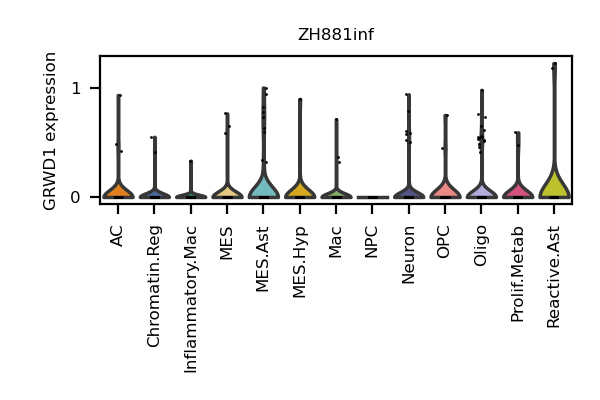 ZH881inf
GRWD1 expression
1
0
AC
Chromatin.Reg
Inflammatory.Mac
MES
MES.Ast
MES.Hyp
Mac
NPC
Neuron
OPC
Oligo
Prolif.Metab
Reactive.Ast